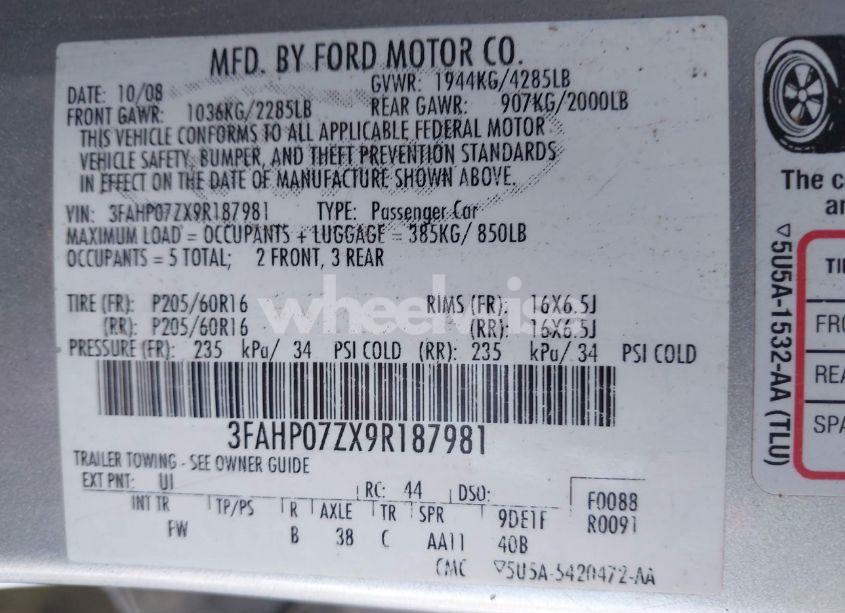 MFD. BY FORD MOTOR CO.
DATE: 10/08 GVWR: 1944KG/4285LB
FRONT GAWR: 1036KG/2285LB REAR GAWR: 907KG/2000LB
THIS VEHICLE CONFORMS TO ALL APPLICABLE FEDERAL MOTOR
VEHICLE SAFETY, BUMPER, AND THEFT PREVENTION STANDARDS
IN EFFECT ON THE DATE OF MANUFACTURE SHOWN ABOVE.
VIN: 3FAHP07ZX9R187981 TYPE: Passenger Car
MAXIMUM LOAD = OCCUPANTS + LUGGAGE = 385KG/ 850LB
OCCUPANTS = 5 TOTAL; 2 FRONT, 3 REAR
TIRE (FR): P205/60R16 RIMS (FR): 16X6.5J
(RR): P205/60R16 (RR): 16X6.5J
PRESSURE (FR): 235 kPa/ 34 PSI COLD (RR): 235 kPa/ 34 PSI COLD
3FAHP07ZX9R187981
TRAILER TOWING - SEE OWNER GUIDE
EXT PNT: UI RC: 44 DSO: F0088
INT TR TP/PS R AXLE TR SPR 9DE1F R0091
FW B 38 C AA11 40B
CMC ▽5U5A-5420472-AA
The c
an
▽5U5A-1532-AA (TLU)
TI
FRO
REA
SPA